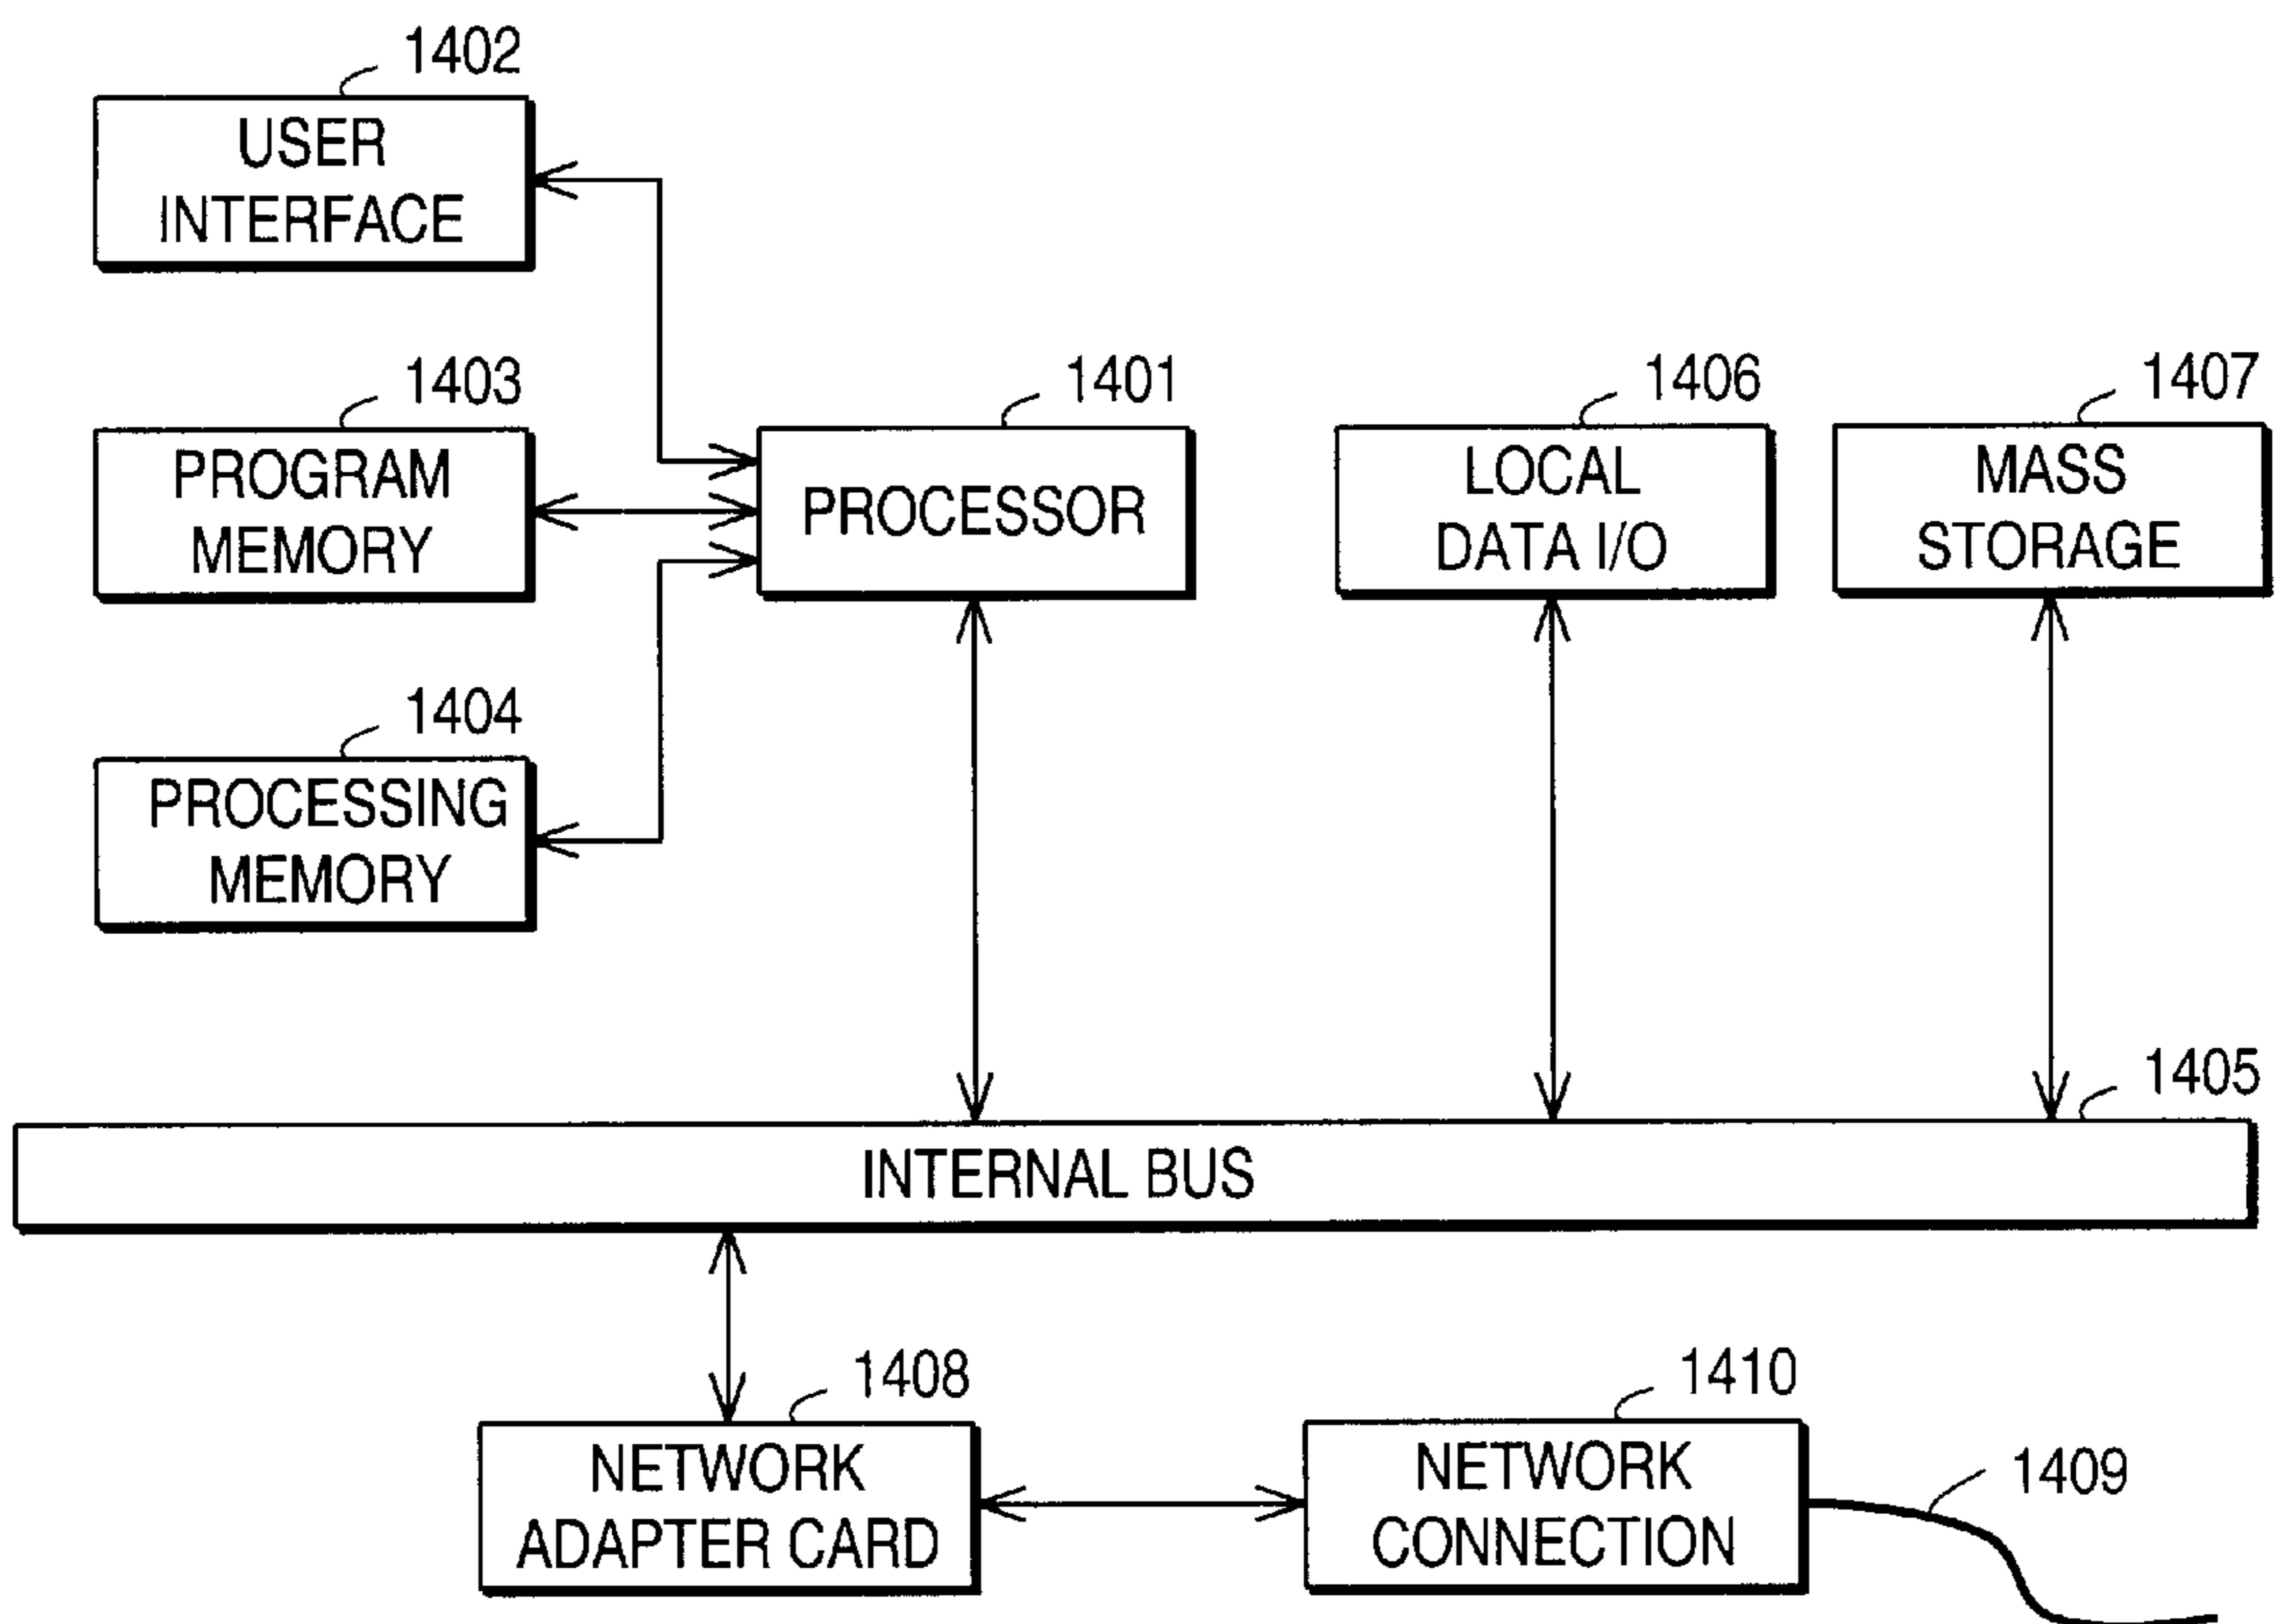 1402
USER
INTERFACE
1403
PROGRAM
MEMORY
1401
PROCESSOR
1406
LOCAL
DATA I/O
1407
MASS
STORAGE
1404
PROCESSING
MEMORY
1405
INTERNAL BUS
1408
NETWORK
ADAPTER CARD
1410
NETWORK
CONNECTION
1409